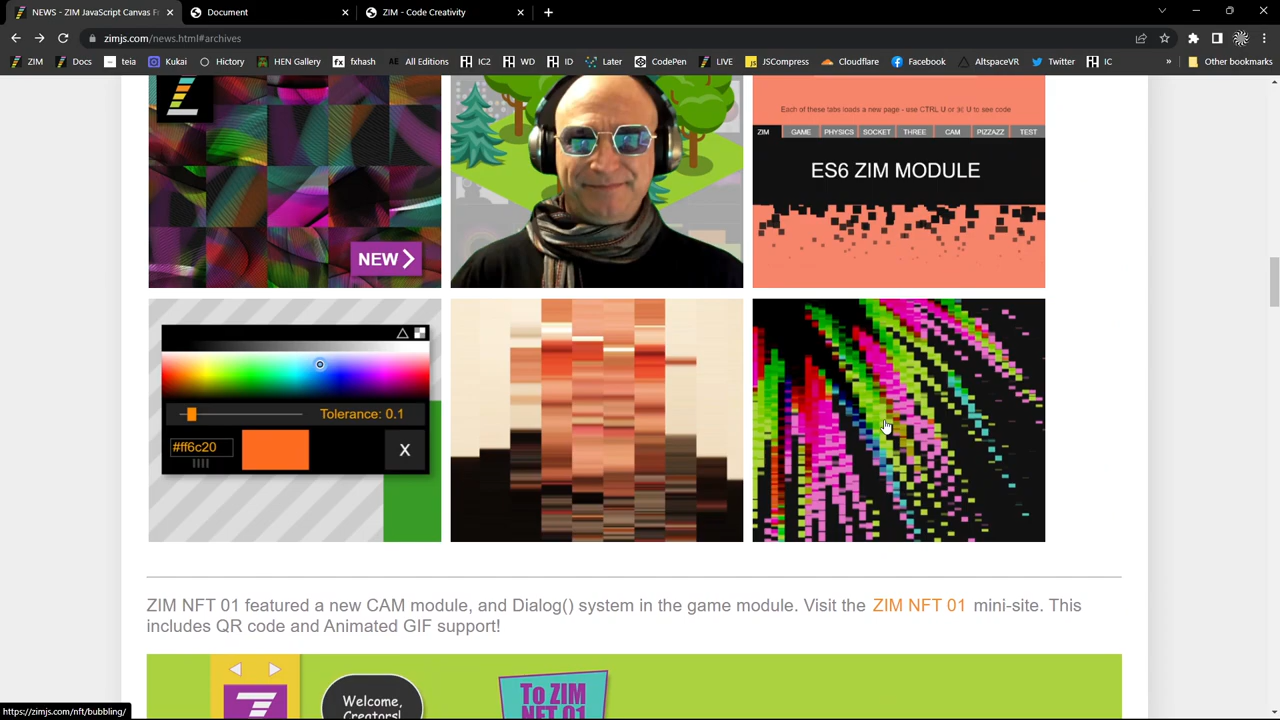 NEWS - ZIM JavaScript Canvas Fr
Document
ZIM - Code Creativity
zimjs.com/news.html#archives
ZIM
Docs
teia
Kkai
Hictory
HEN Gallery
fxhash
All Editions
IC2
WD
ID
Later
CodePen
LIVE
JSCompress
Cloudflare
Facebook
AltspaceVR
Twitter
IC
»
Other bookmarks
NEW
Each of these tabs loads a new page - use CTRL U or ⌘ U to see code
ZIM GAME PHYSICS SOCKET THREE CAM PIZZAZZ TEST
ES6 ZIM MODULE
Tolerance: 0.1
#ff6c20
X
ZIM NFT 01 featured a new CAM module, and Dialog() system in the game module. Visit the ZIM NFT 01 mini-site. This
includes QR code and Animated GIF support!
Welcome,
Creators!
To ZIM
NFT 01
https://zimjs.com/nft/bubbling/